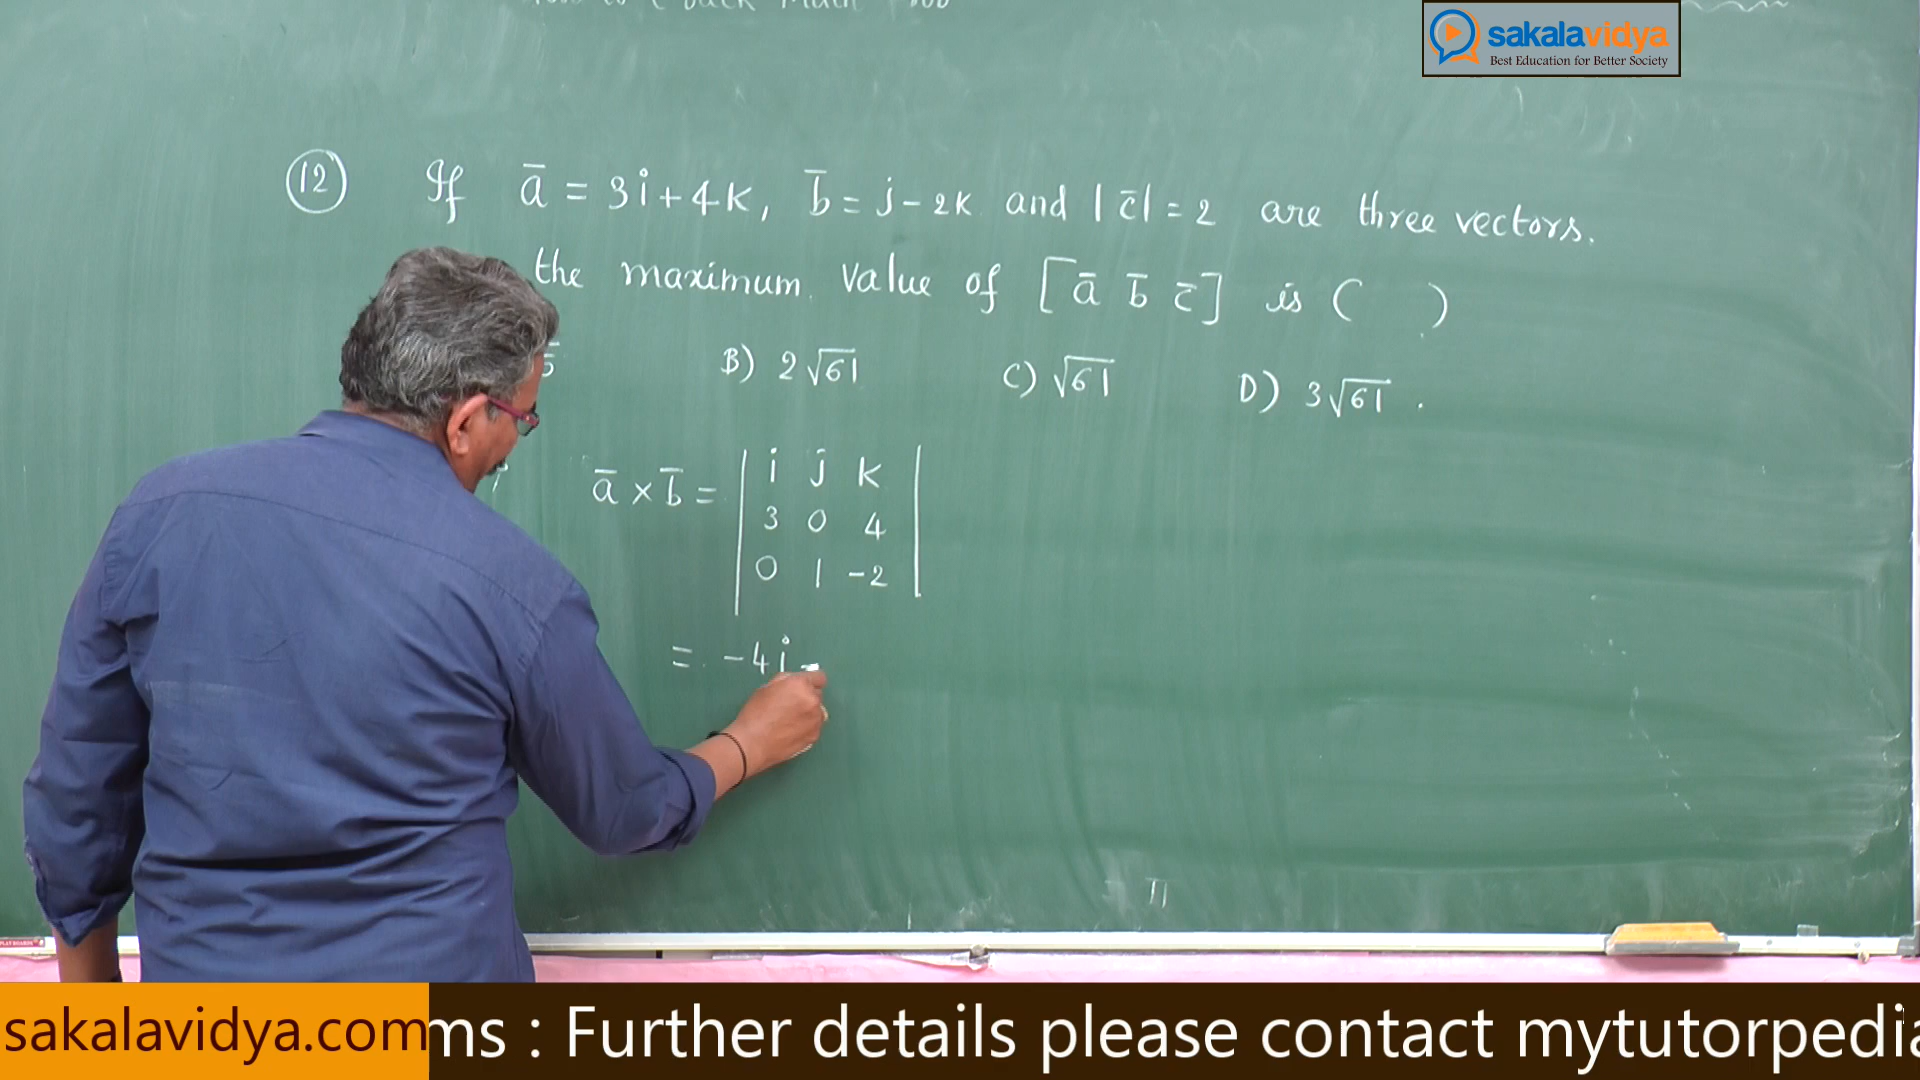 sakalavidya
Best Education for Better Society
12 If a̅ = 3i + 4k, b̅ = j - 2k and |c̅| = 2 are three vectors.
the maximum value of [a̅ b̅ c̅] is ( )
B) 2√61 C) √61 D) 3√61 .
a̅ × b̅ = | i j k |
| 3 0 4 |
| 0 1 -2 |
= -4i -
sakalavidya.com ms : Further details please contact mytutorpedia